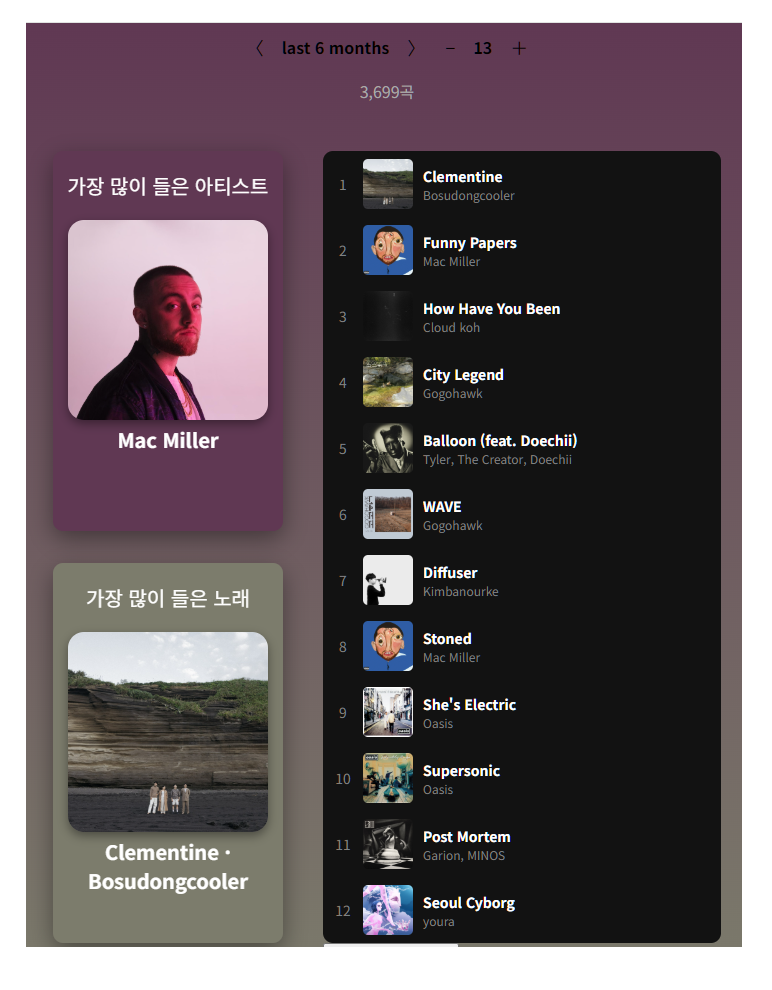 〈 last 6 months 〉 − 13 +
3,699곡
가장 많이 들은 아티스트
Mac Miller
가장 많이 들은 노래
Clementine ·
Bosudongcooler
1
Clementine
Bosudongcooler
2
Funny Papers
Mac Miller
3
How Have You Been
Cloud koh
4
City Legend
Gogohawk
5
Balloon (feat. Doechii)
Tyler, The Creator, Doechii
6
WAVE
Gogohawk
7
Diffuser
Kimbanourke
8
Stoned
Mac Miller
9
She's Electric
Oasis
10
Supersonic
Oasis
11
Post Mortem
Garion, MINOS
12
Seoul Cyborg
youra